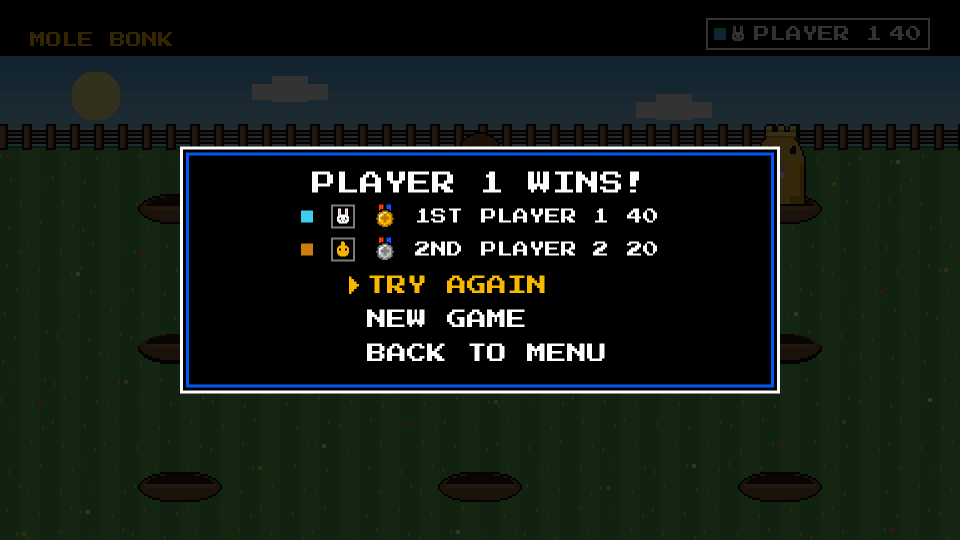 MOLE BONK
PLAYER 1 40
PLAYER 1 WINS!
1ST PLAYER 1 40
2ND PLAYER 2 20
TRY AGAIN
NEW GAME
BACK TO MENU